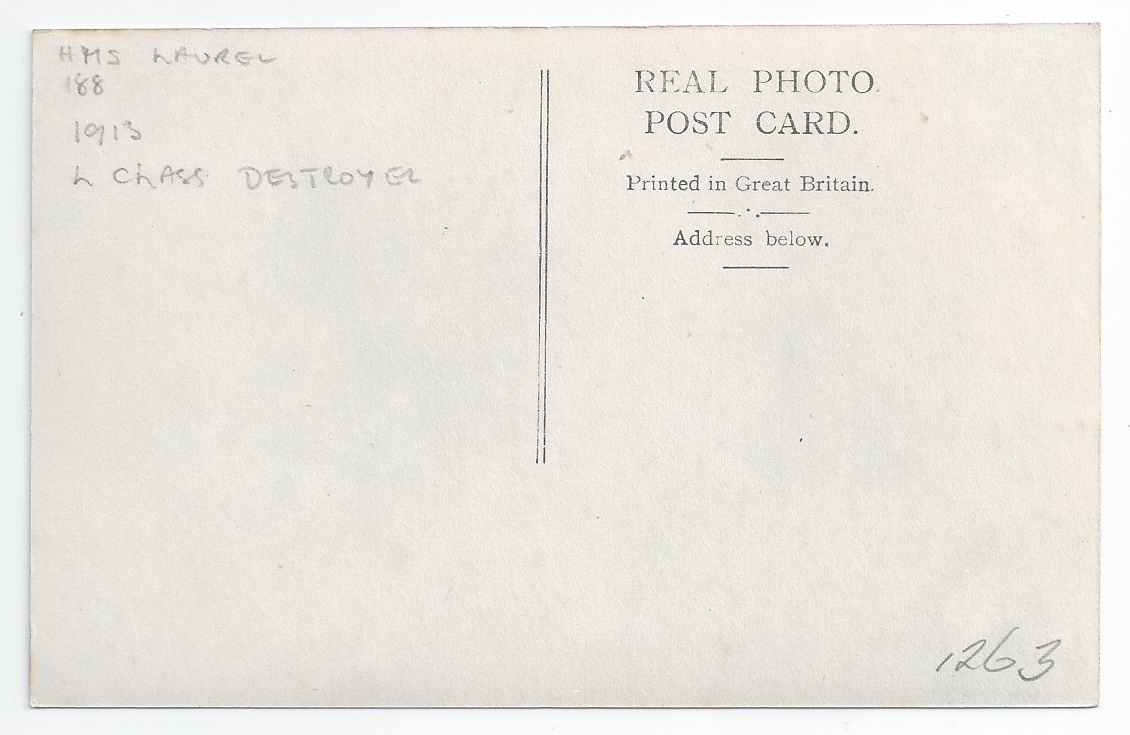 HMS LAUREL
188
1913
L CLASS DESTROYER
REAL PHOTO.
POST CARD.
Printed in Great Britain.
Address below.
1263